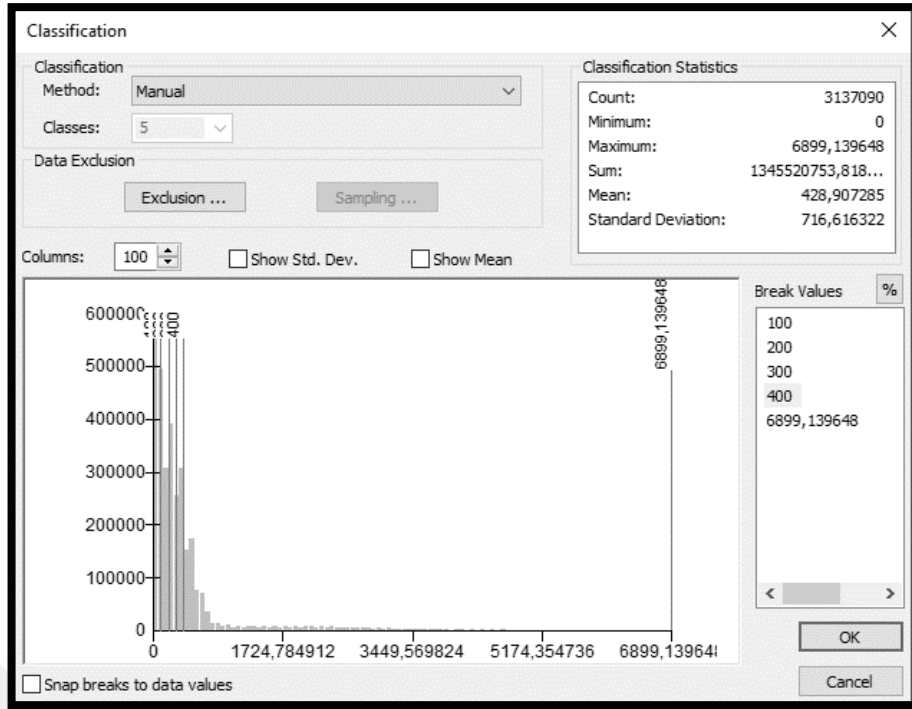 Classification
Classification
Method: Manual
Classes: 5
Data Exclusion
Exclusion ...
Sampling ...
Classification Statistics
Count: 3137090
Minimum: 0
Maximum: 6899,139648
Sum: 1345520753,818...
Mean: 428,907285
Standard Deviation: 716,616322
Columns: 100
Show Std. Dev.
Show Mean
Break Values
%
100
200
300
400
6899,139648
600000
500000
400000
300000
200000
100000
0
400
6899,139648
0 1724,784912 3449,569824 5174,354736
Snap breaks to data values
OK
Cancel